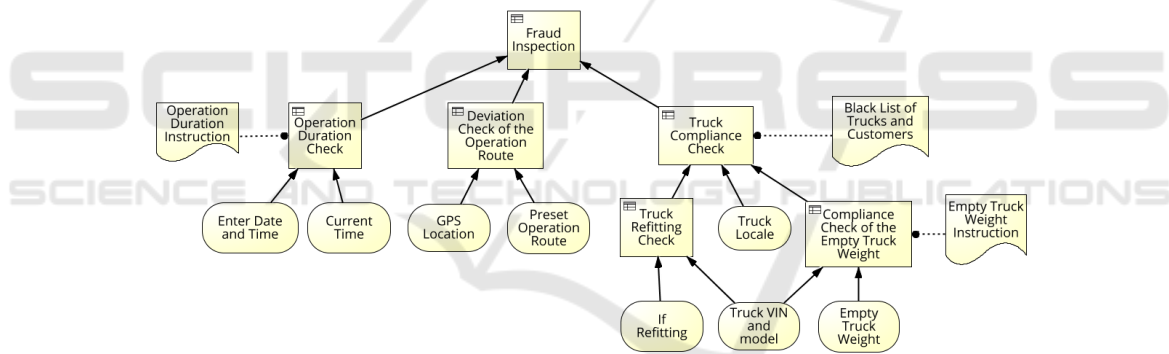 Fraud
Inspection
Operation
Duration
Instruction
Operation
Duration
Check
Deviation
Check of the
Operation
Route
Truck
Compliance
Check
Black List of
Trucks and
Customers
Enter Date
and Time
Current
Time
GPS
Location
Preset
Operation
Route
Truck
Refitting
Check
Truck
Locale
Compliance
Check of the
Empty Truck
Weight
Empty Truck
Weight
Instruction
If
Refitting
Truck VIN
and
model
Empty
Truck
Weight
SCITEPRESS
SCIENCE AND TECHNOLOGY PUBLICATIONS